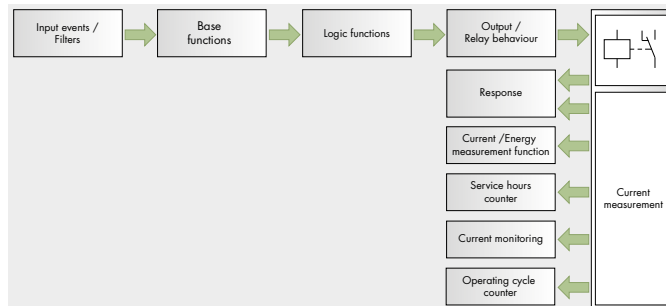 Input events /
Filters
Base
functions
Logic functions
Output /
Relay behaviour
Response
Current /Energy
measurement function
Service hours
counter
Current
measurement
Current monitoring
Operating cycle
counter